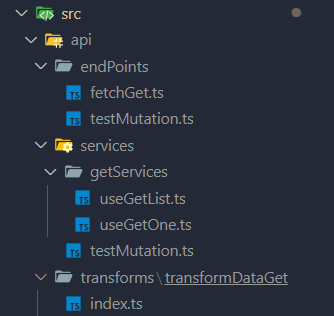 src
api
endPoints
TS fetchGet.ts
TS testMutation.ts
services
getServices
TS useGetList.ts
TS useGetOne.ts
TS testMutation.ts
transforms\transformDataGet
TS index.ts